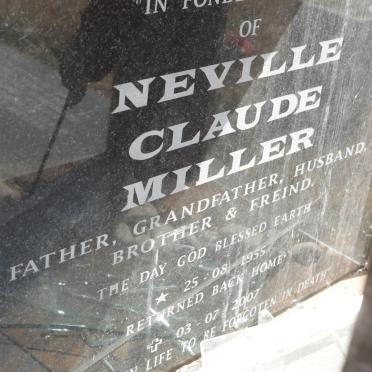 "IN FOND
OF
NEVILLE
CLAUDE
MILLER
FATHER, GRANDFATHER, HUSBAND,
BROTHER & FREIND.
THE DAY GOD BLESSED EARTH
25-08-1955
RETURNED BACK HOME
03-07-2007
IN LIFE TO BE FORGOTEN IN DEATH"